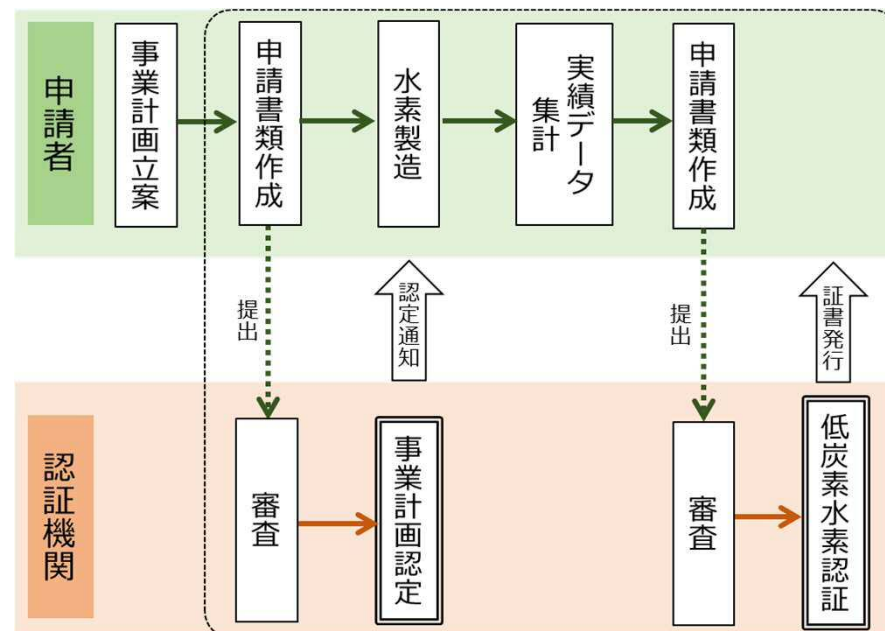 申請者
事業計画立案
申請書類作成
水素製造
実績データ
集計
申請書類作成
提出
認定通知
提出
証書発行
認証機関
審査
事業計画認定
審査
低炭素水素認証